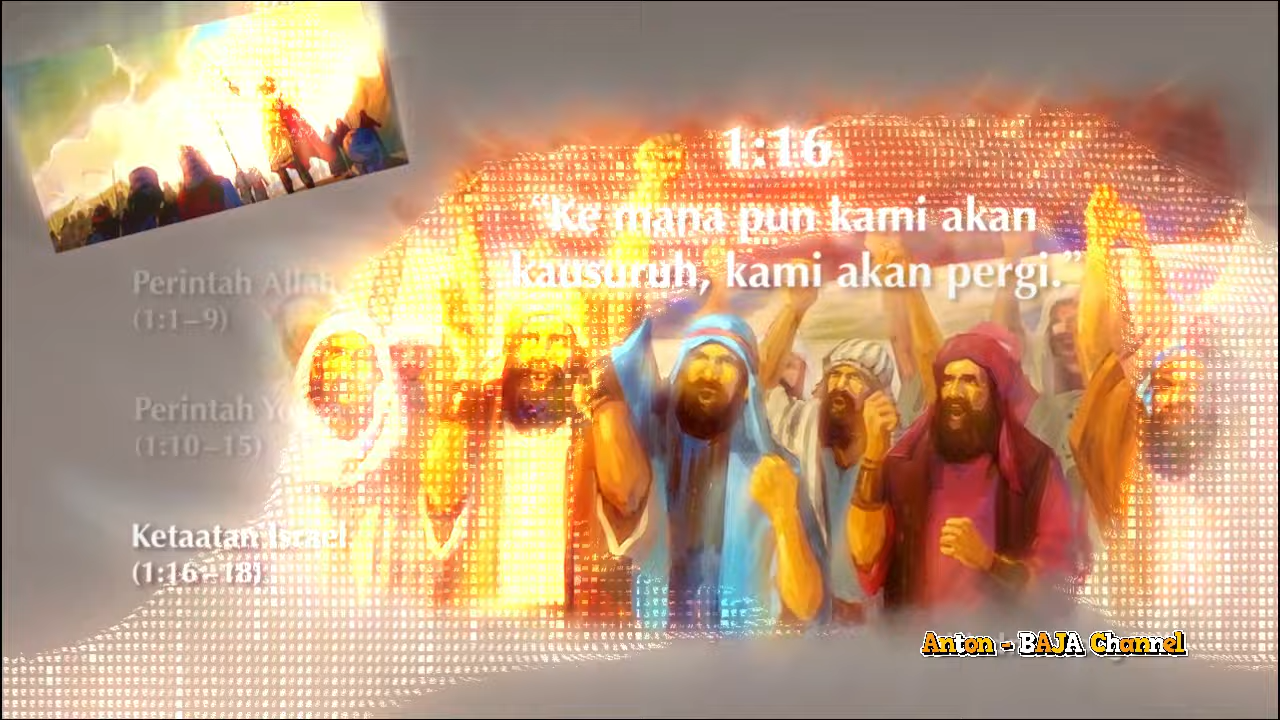 1:16
“Ke mana pun kami akan
kausuruh, kami akan pergi.”
Perintah Allah
(1:1–9)
Perintah
(1:10–15)
Ketaatan Israel
(1:16–18)
Anton - BAJA Channel